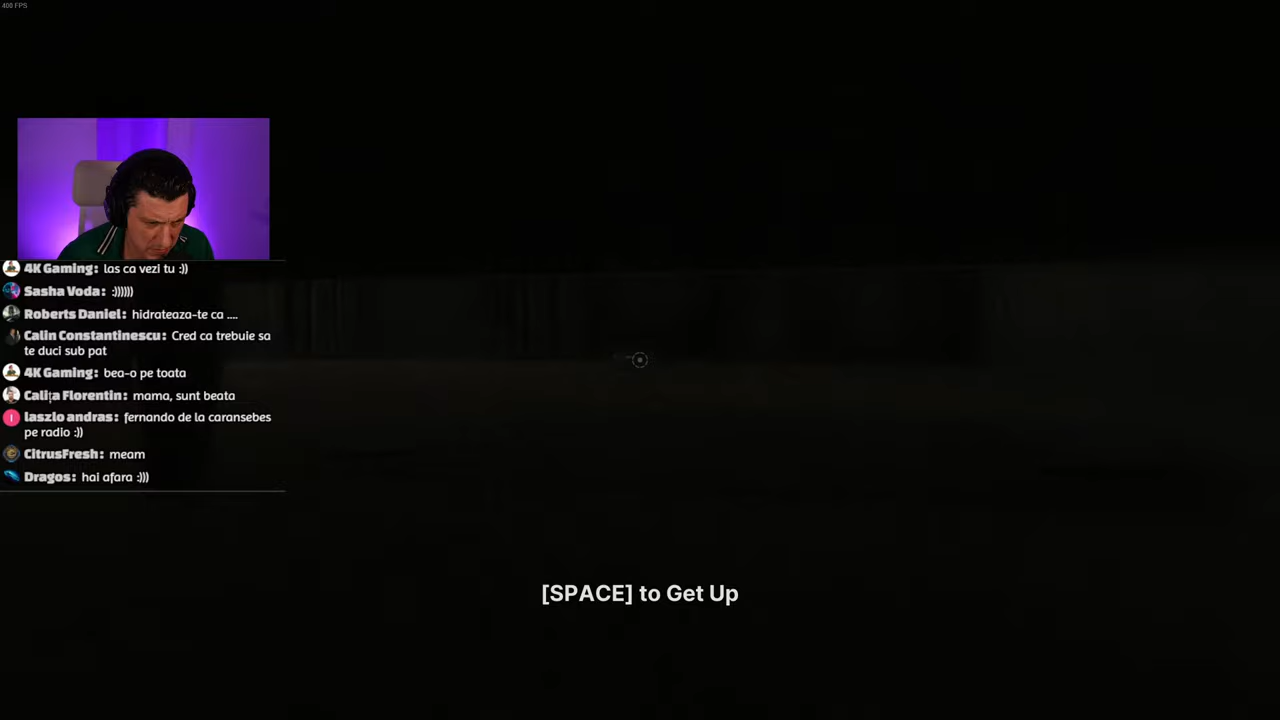 400 FPS
4K Gaming: las ca vezi tu :))
Sasha Voda: :))))))
Roberts Daniel: hidrateaza-te ca ....
Calin Constantinescu: Cred ca trebuie sa
te duci sub pat
4K Gaming: bea-o pe toata
Calița Florentin: mama, sunt beata
laszlo andras: fernando de la caransebes
pe radio :))
CitrusFresh: meam
Dragos: hai afara :)))
[SPACE] to Get Up